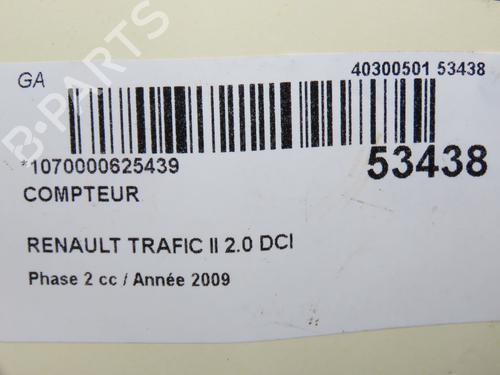 B-PARTS
GA
40300501 53438
*1070000625439
53438
COMPTEUR
RENAULT TRAFIC II 2.0 DCI
Phase 2 cc / Année 2009